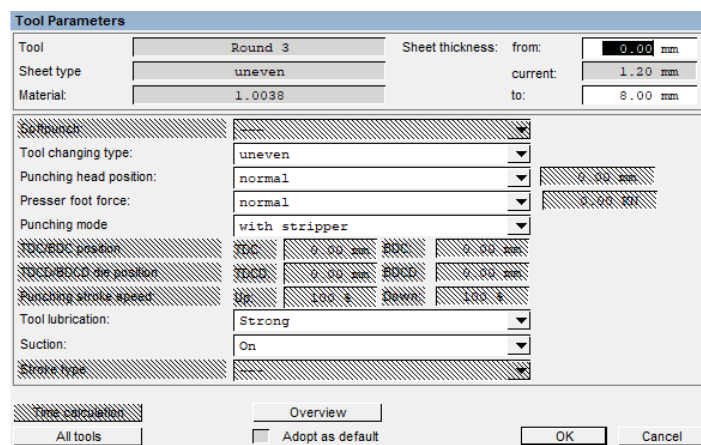 Tool Parameters
Tool Round 3 Sheet thickness: from: 0.00 mm
Sheet type uneven current: 1.20 mm
Material: 1.0038 to: 8.00 mm
Softpunch: ---
Tool changing type: uneven
Punching head position: normal 0.00 mm
Presser foot force: normal 0.00 KN
Punching mode with stripper
TDC/BDC position TDC: 0.00 mm BDC: 0.00 mm
TDCD/BDCD die position TDCD: 0.00 mm BDCD: 0.00 mm
Punching stroke speed: Up: 100 % Down: 100 %
Tool lubrication: Strong
Suction: On
Stroke type ---
Time calculation Overview
All tools Adopt as default OK Cancel